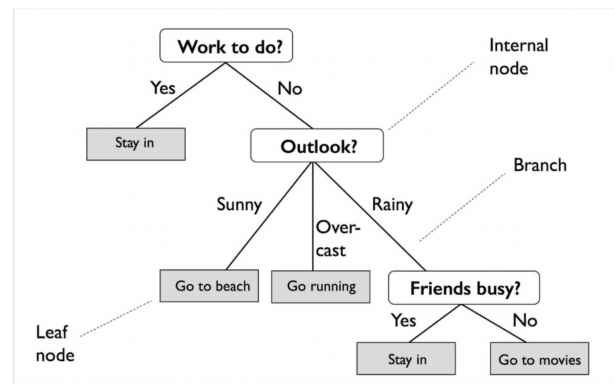 Work to do?
Internal
node
Yes
No
Stay in
Outlook?
Branch
Sunny
Rainy
Over-
cast
Go to beach
Go running
Friends busy?
Leaf
node
Yes
No
Stay in
Go to movies